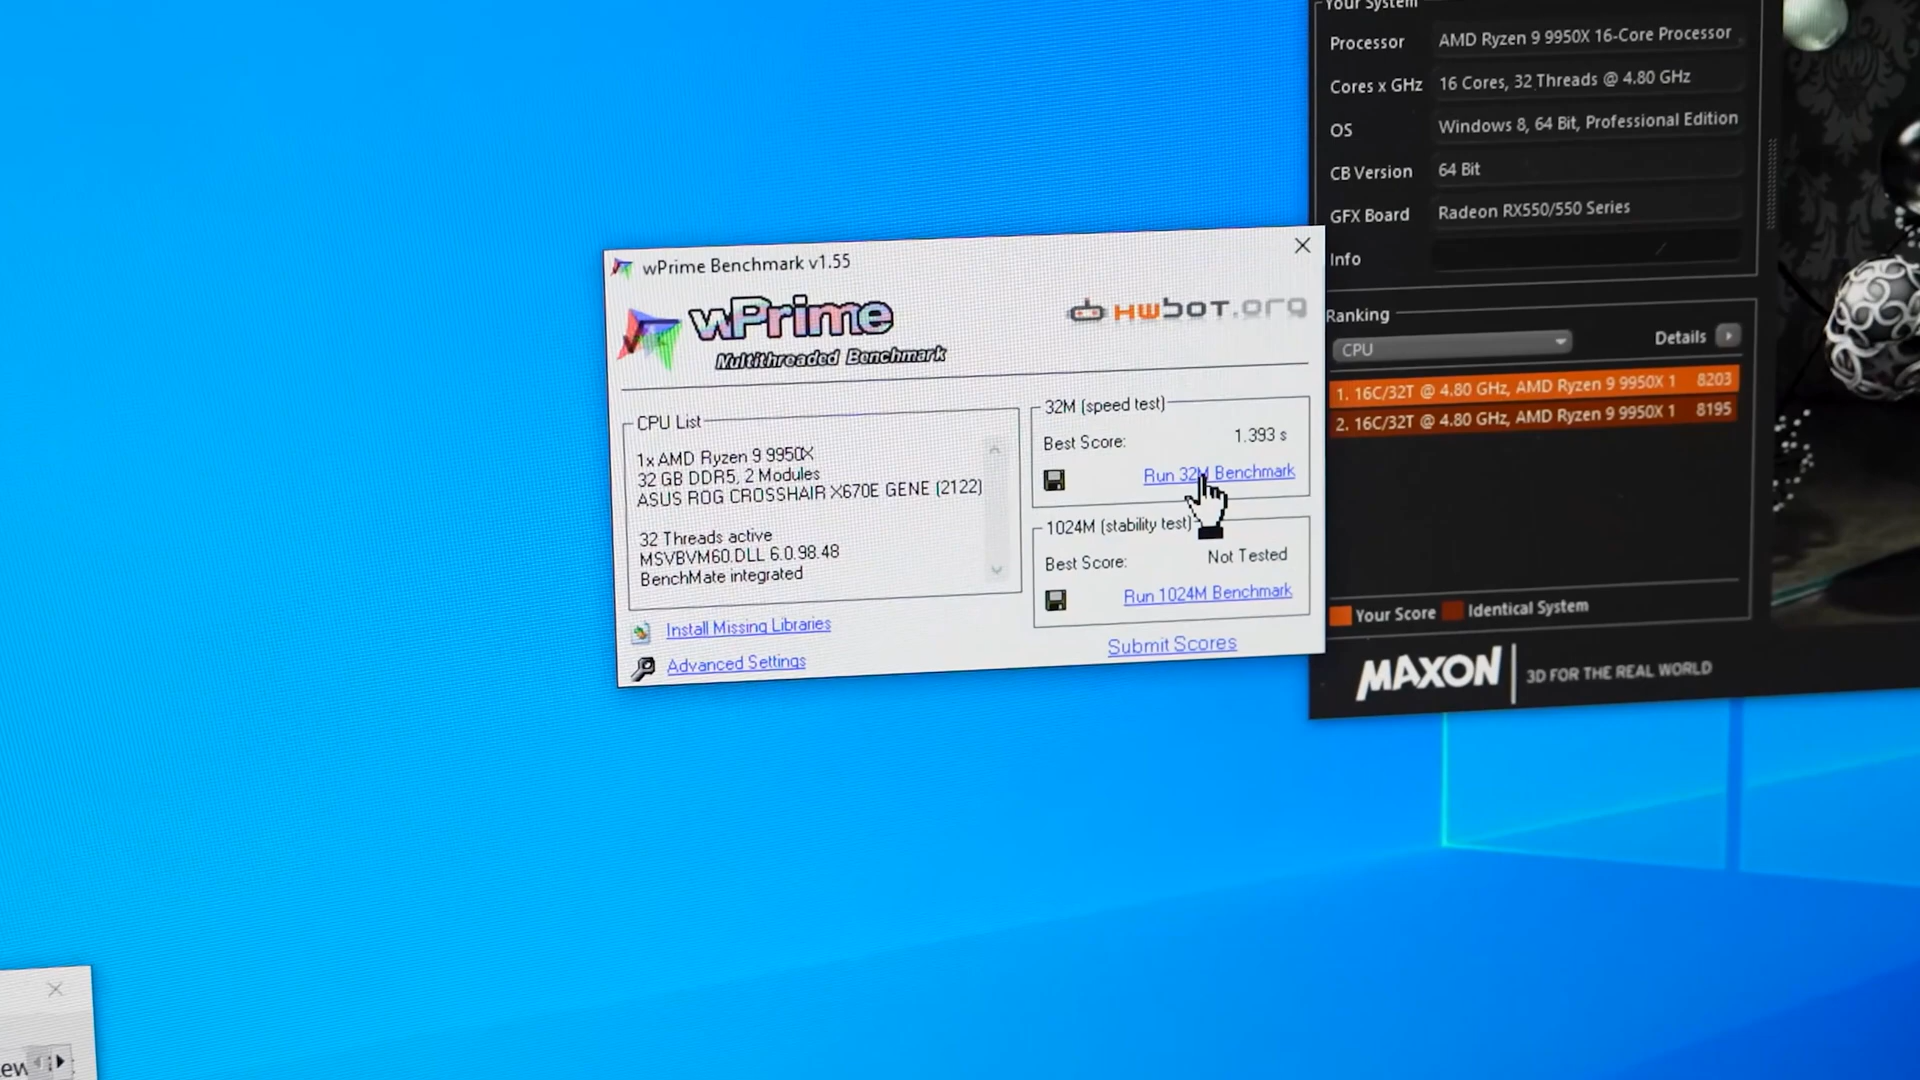 Your System
Processor AMD Ryzen 9 9950X 16-Core Processor
Cores x GHz 16 Cores, 32 Threads @ 4.80 GHz
OS Windows 8, 64 Bit, Professional Edition
CB Version 64 Bit
GFX Board Radeon RX550/550 Series
Info
Ranking
CPU Details
1. 16C/32T @ 4.80 GHz, AMD Ryzen 9 9950X 1 8203
2. 16C/32T @ 4.80 GHz, AMD Ryzen 9 9950X 1 8195
Your Score Identical System
MAXON 3D FOR THE REAL WORLD
wPrime Benchmark v1.55
wPrime
Multithreaded Benchmark
HWBOT.org
CPU List
1x AMD Ryzen 9 9950X
32 GB DDR5, 2 Modules
ASUS ROG CROSSHAIR X670E GENE (2122)
32 Threads active
MSVBVM60.DLL 6.0.98.48
BenchMate integrated
Install Missing Libraries
Advanced Settings
32M (speed test)
Best Score: 1.393 s
Run 32M Benchmark
1024M (stability test)
Best Score: Not Tested
Run 1024M Benchmark
Submit Scores